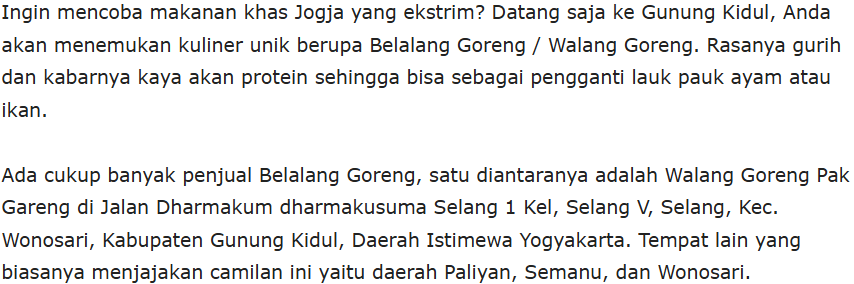 Ingin mencoba makanan khas Jogja yang ekstrim? Datang saja ke Gunung Kidul, Anda
akan menemukan kuliner unik berupa Belalang Goreng / Walang Goreng. Rasanya gurih
dan kabarnya kaya akan protein sehingga bisa sebagai pengganti lauk pauk ayam atau
ikan.
Ada cukup banyak penjual Belalang Goreng, satu diantaranya adalah Walang Goreng Pak
Gareng di Jalan Dharmakum dharmakusuma Selang 1 Kel, Selang V, Selang, Kec.
Wonosari, Kabupaten Gunung Kidul, Daerah Istimewa Yogyakarta. Tempat lain yang
biasanya menjajakan camilan ini yaitu daerah Paliyan, Semanu, dan Wonosari.